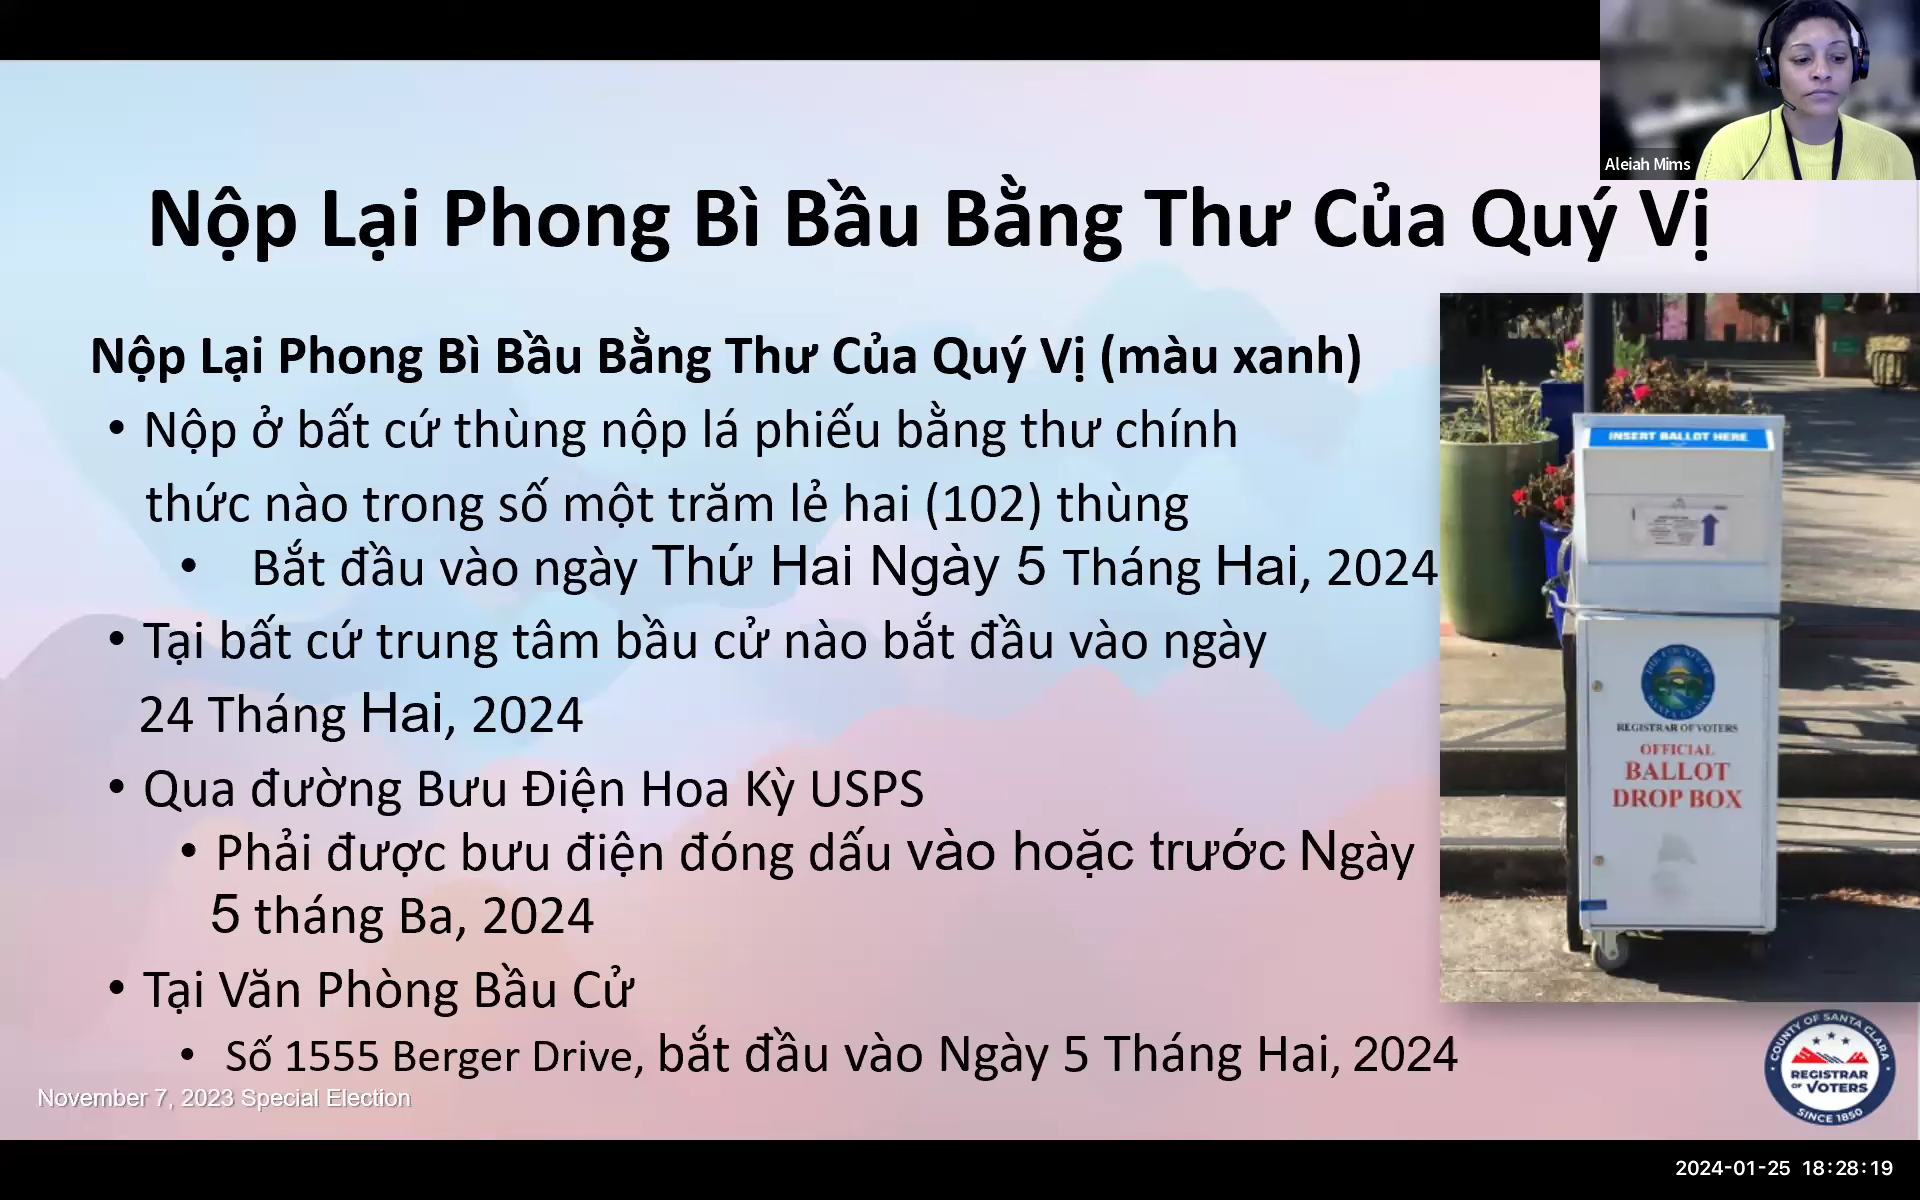 Aleiah Mims
Nộp Lại Phong Bì Bầu Bằng Thư Của Quý Vị
Nộp Lại Phong Bì Bầu Bằng Thư Của Quý Vị (màu xanh)
• Nộp ở bất cứ thùng nộp lá phiếu bằng thư chính
thức nào trong số một trăm lẻ hai (102) thùng
• Bắt đầu vào ngày Thứ Hai Ngày 5 Tháng Hai, 2024
• Tại bất cứ trung tâm bầu cử nào bắt đầu vào ngày
24 Tháng Hai, 2024
• Qua đường Bưu Điện Hoa Kỳ USPS
• Phải được bưu điện đóng dấu vào hoặc trước Ngày
5 tháng Ba, 2024
• Tại Văn Phòng Bầu Cử
• Số 1555 Berger Drive, bắt đầu vào Ngày 5 Tháng Hai, 2024
November 7, 2023 Special Election
INSERT BALLOT HERE
REGISTRAR OF VOTERS
OFFICIAL
BALLOT
DROP BOX
COUNTY OF SANTA CLARA
REGISTRAR
OF VOTERS
SINCE 1850
2024-01-25 18:28:19